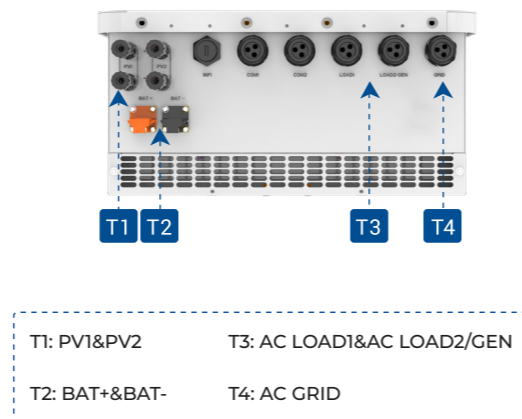 PV1 PV2 WIFI COM1 COM2 LOAD1 LOAD2/GEN GRID
BAT + BAT -
T1 T2 T3 T4
T1: PV1&PV2 T3: AC LOAD1&AC LOAD2/GEN
T2: BAT+&BAT- T4: AC GRID